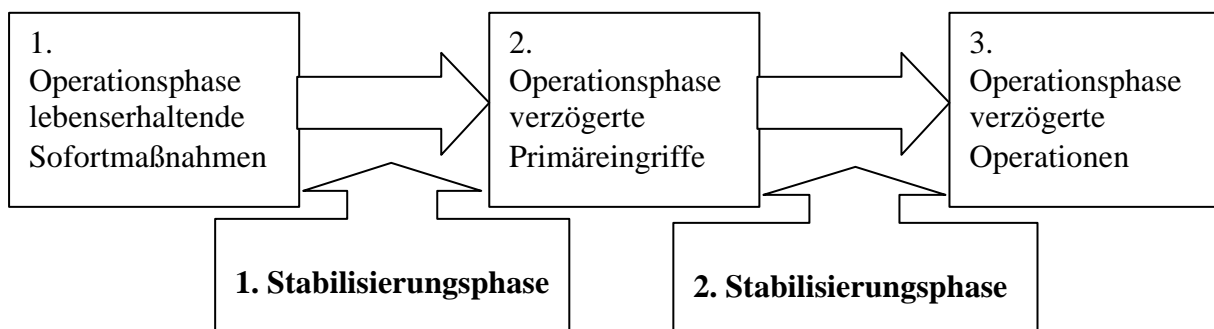 1.
Operationsphase
lebenserhaltende
Sofortmaßnahmen
2.
Operationsphase
verzögerte
Primäreingriffe
3.
Operationsphase
verzögerte
Operationen
1. Stabilisierungsphase
2. Stabilisierungsphase